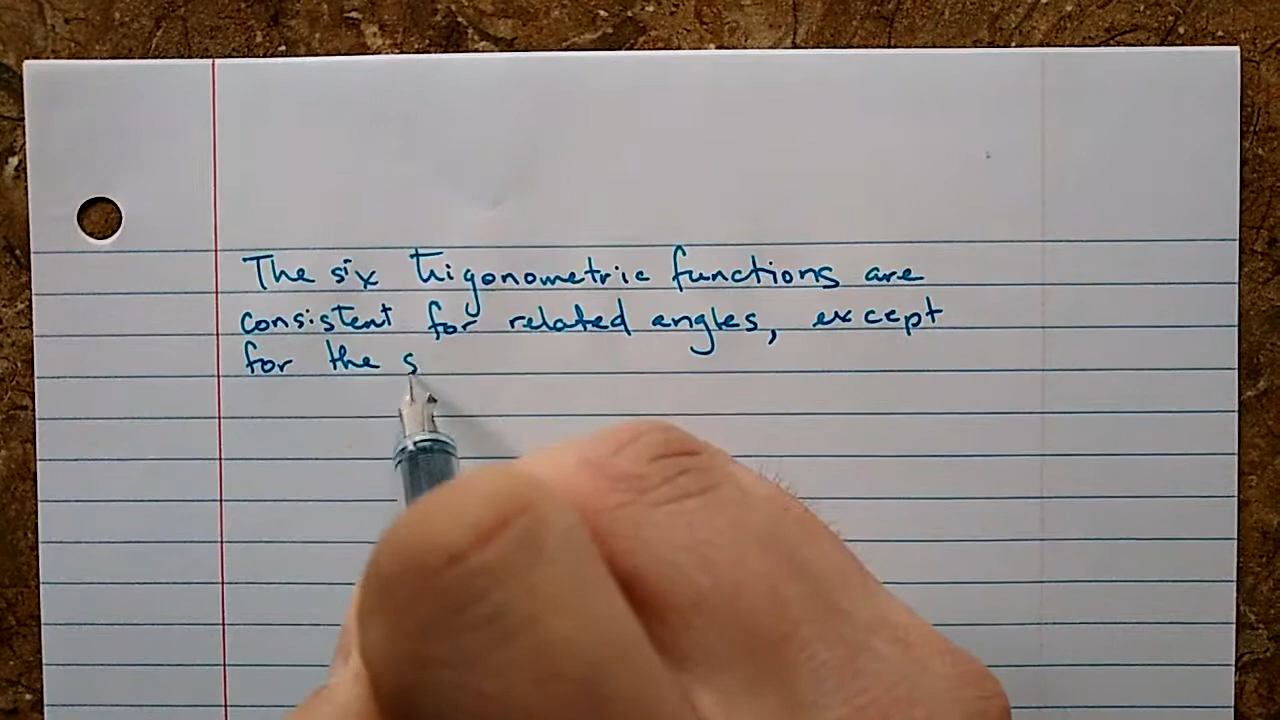 The six trigonometric functions are
consistent for related angles, except
for the s